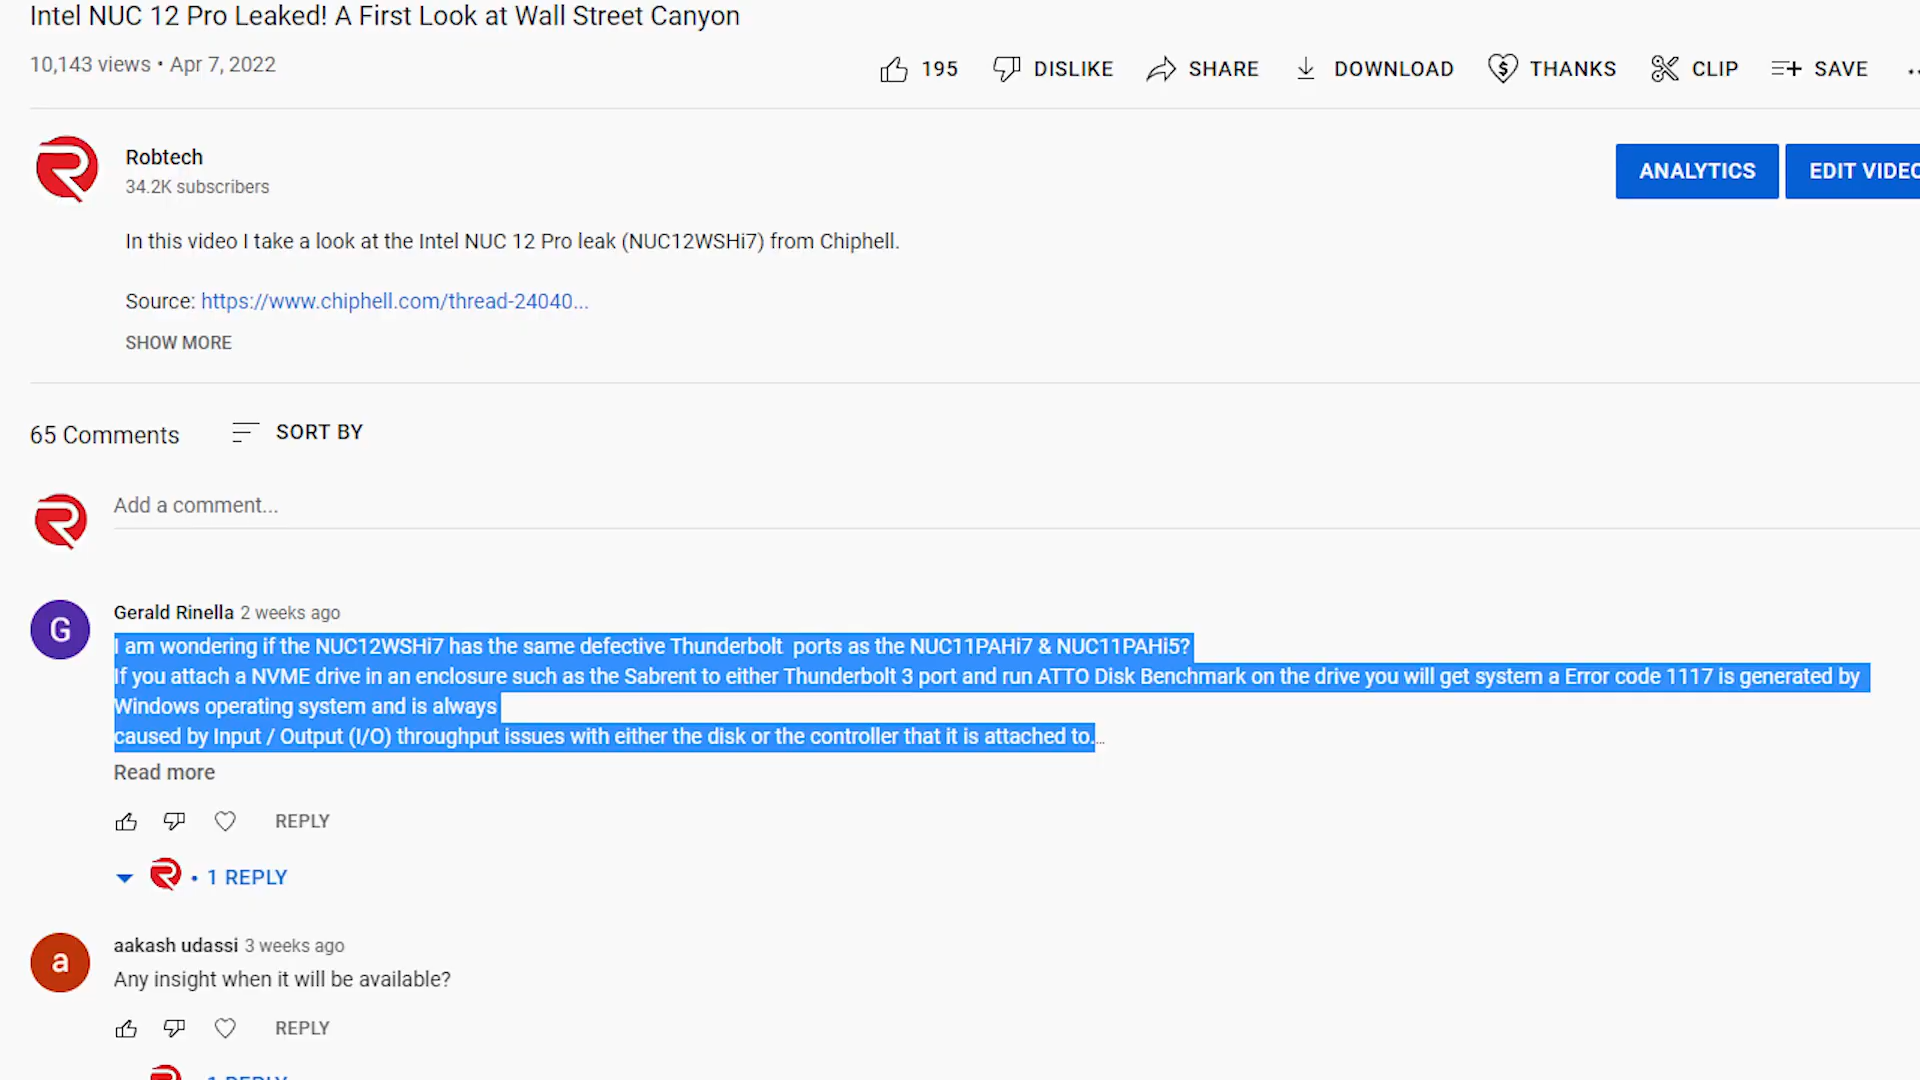 Intel NUC 12 Pro Leaked! A First Look at Wall Street Canyon
10,143 views • Apr 7, 2022
195 DISLIKE SHARE DOWNLOAD THANKS CLIP SAVE
Robtech
34.2K subscribers
ANALYTICS
EDIT VIDEO
In this video I take a look at the Intel NUC 12 Pro leak (NUC12WSHi7) from Chiphell.
Source: https://www.chiphell.com/thread-24040...
SHOW MORE
65 Comments SORT BY
Add a comment...
G
Gerald Rinella 2 weeks ago
I am wondering if the NUC12WSHi7 has the same defective Thunderbolt  ports as the NUC11PAHi7 & NUC11PAHi5?
If you attach a NVME drive in an enclosure such as the Sabrent to either Thunderbolt 3 port and run ATTO Disk Benchmark on the drive you will get system a Error code 1117 is generated by
Windows operating system and is always
caused by Input / Output (I/O) throughput issues with either the disk or the controller that it is attached to....
Read more
REPLY
• 1 REPLY
a
aakash udassi 3 weeks ago
Any insight when it will be available?
REPLY
1 REPLY